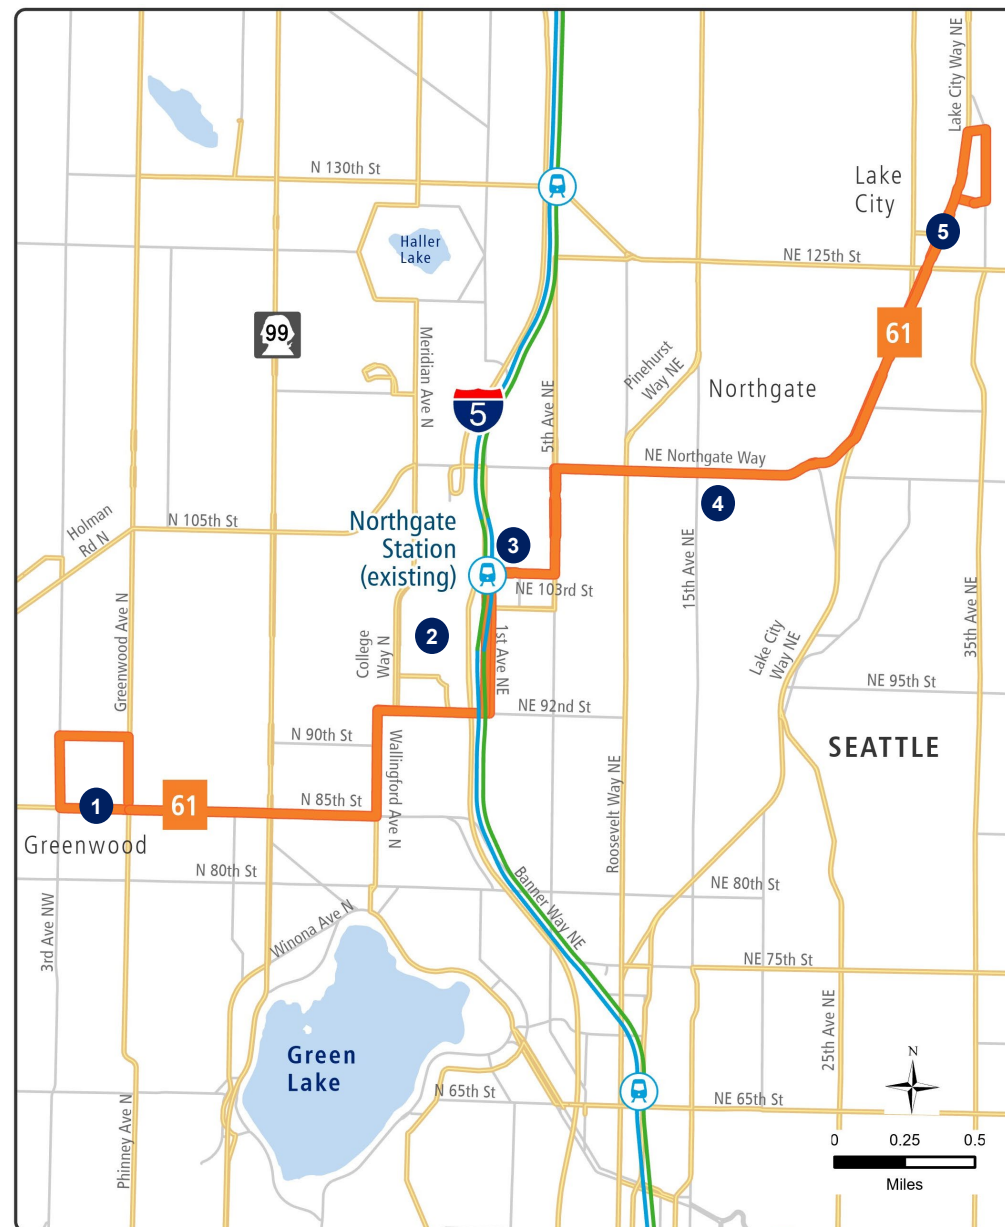 Lake City Way NE
N 130th St
Lake
City
5
Haller
Lake
NE 125th St
99
61
Meridian Ave N
Pinehurst
Way NE
5
5th Ave NE
Northgate
NE Northgate Way
4
Holman
Rd N
N 105th St
Northgate
Station
(existing)
3
NE 103rd St
15th Ave NE
35th Ave NE
Greenwood Ave N
College
Way N
2
1st Ave NE
Lake City
Way NE
NE 95th St
NE 92nd St
SEATTLE
N 90th St
Wallingford Ave N
Roosevelt Way NE
1
61
N 85th St
Greenwood
N 80th St
NE 80th St
Banner Way NE
3rd Ave NW
Winona Ave N
NE 75th St
25th Ave NE
Green
Lake
N 65th St
NE 65th St
Phinney Ave N
N
0 0.25 0.5
Miles